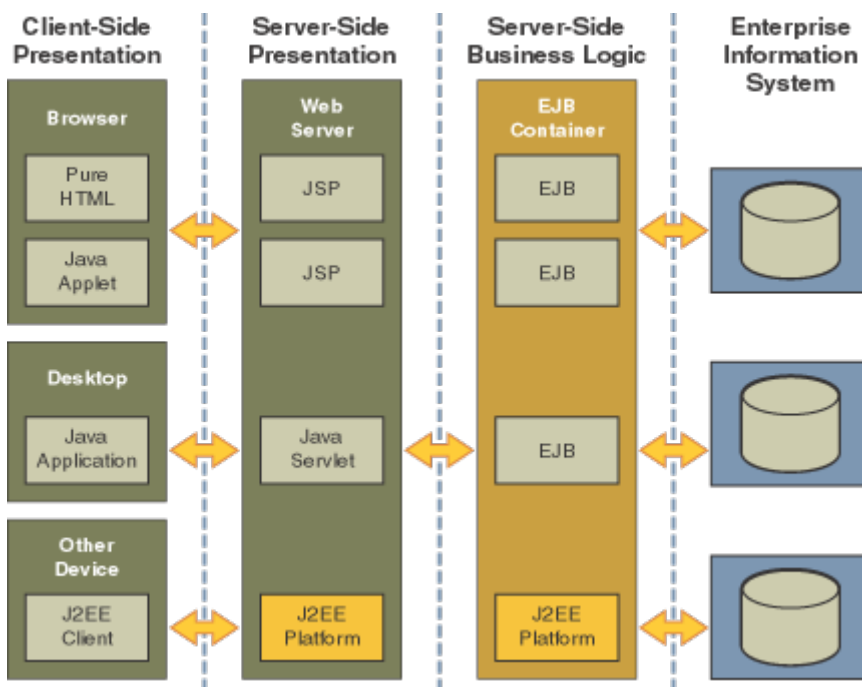 Client-Side
Presentation
Server-Side
Presentation
Server-Side
Business Logic
Enterprise
Information
System
Browser
Pure
HTML
Java
Applet
Desktop
Java
Application
Other
Device
J2EE
Client
Web
Server
JSP
JSP
Java
Servlet
J2EE
Platform
EJB
Container
EJB
EJB
EJB
J2EE
Platform